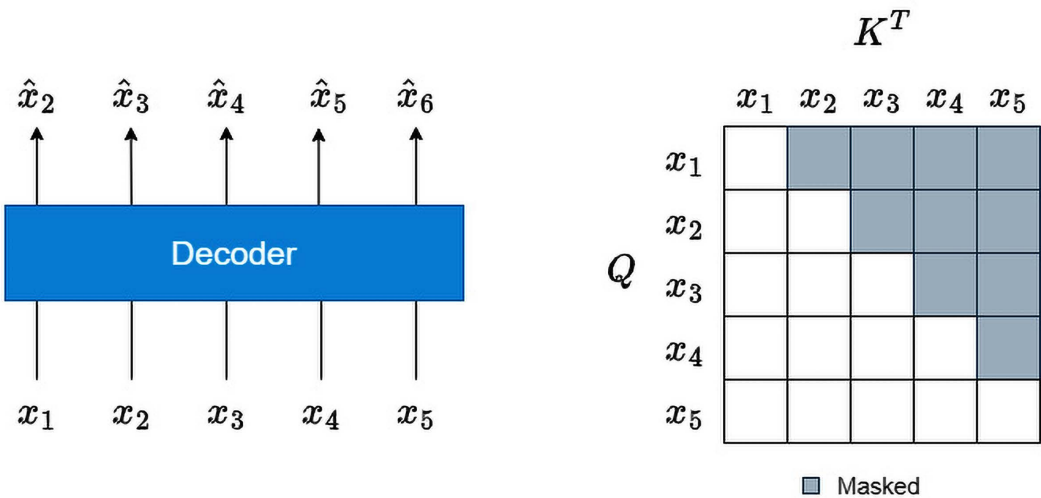 x̂₂ x̂₃ x̂₄ x̂₅ x̂₆
Decoder
x₁ x₂ x₃ x₄ x₅
Kᵀ
x₁ x₂ x₃ x₄ x₅
Q
x₁
x₂
x₃
x₄
x₅
Masked